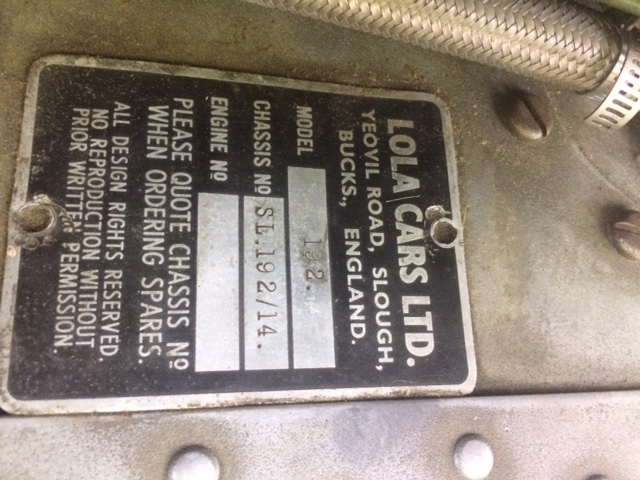 LOLA CARS LTD.
YEOVIL ROAD, SLOUGH,
BUCKS., ENGLAND.
MODEL 192.
CHASSIS Nº SL.192/14.
ENGINE Nº
PLEASE QUOTE CHASSIS Nº
WHEN ORDERING SPARES.
ALL DESIGN RIGHTS RESERVED.
NO REPRODUCTION WITHOUT
PRIOR WRITTEN PERMISSION.